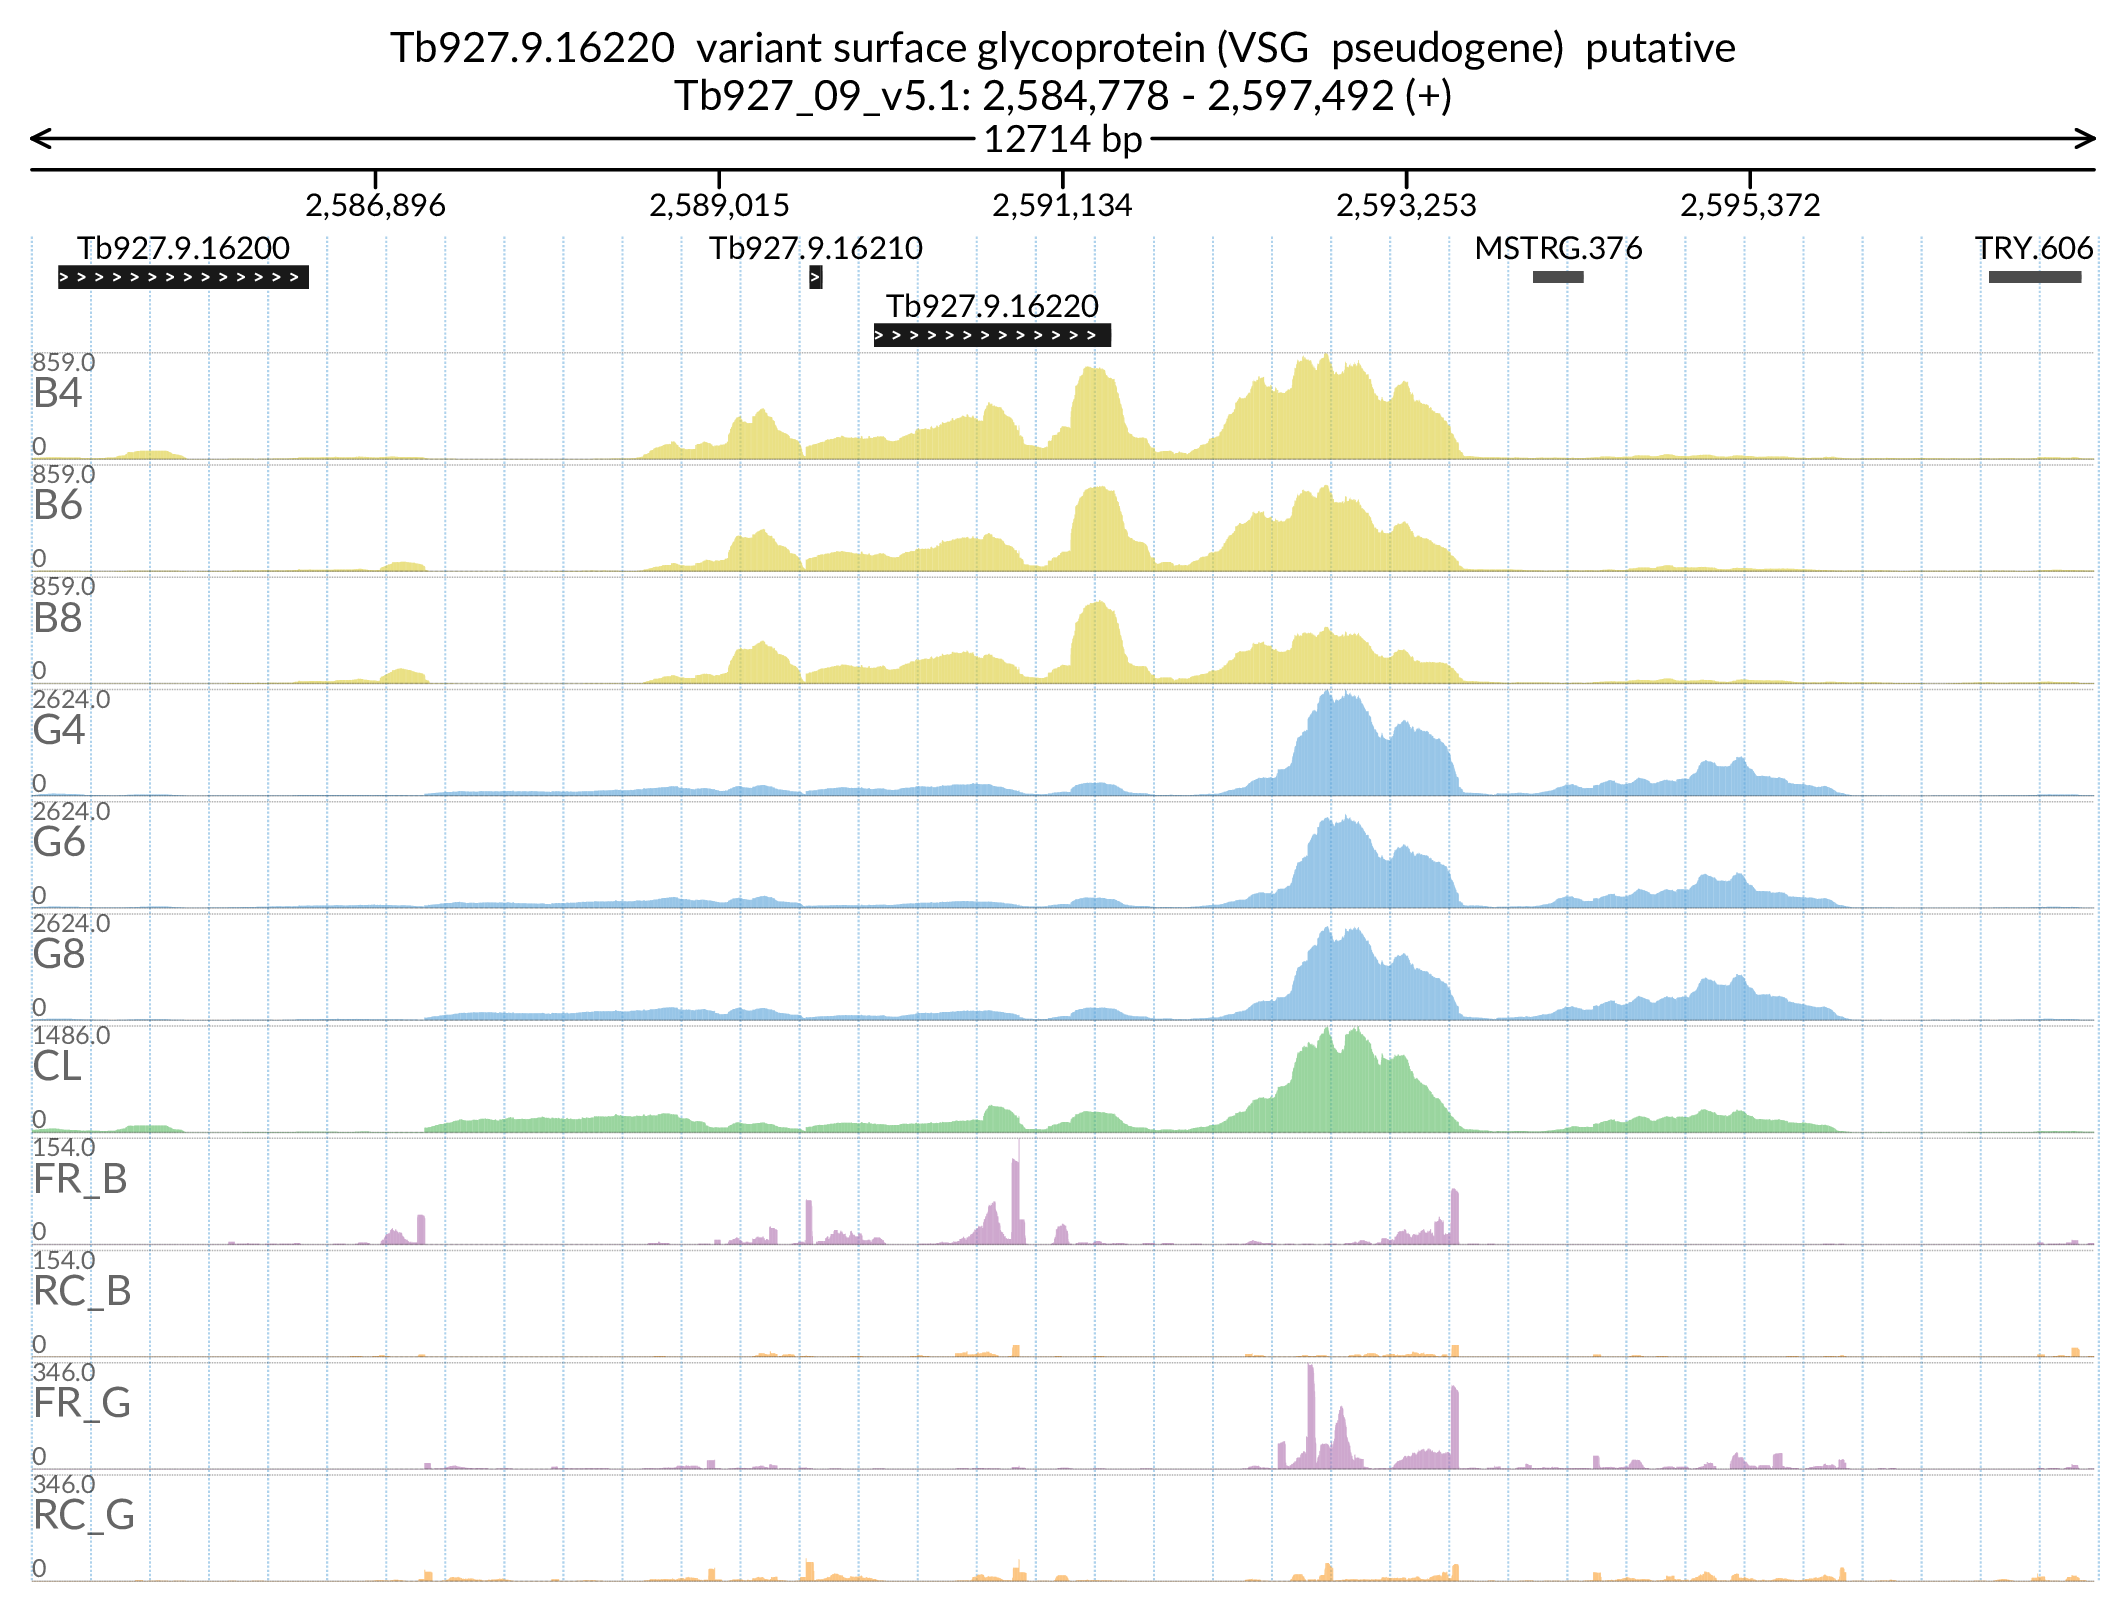 Tb927.9.16220 variant surface glycoprotein (VSG pseudogene) putative
Tb927_09_v5.1: 2,584,778 - 2,597,492 (+)
12714 bp
2,586,896 2,589,015 2,591,134 2,593,253 2,595,372
Tb927.9.16200 Tb927.9.16210 MSTRG.376 TRY.606
Tb927.9.16220
859.0
B4
0
859.0
B6
0
859.0
B8
0
2624.0
G4
0
2624.0
G6
0
2624.0
G8
0
1486.0
CL
0
154.0
FR_B
0
154.0
RC_B
0
346.0
FR_G
0
346.0
RC_G
0